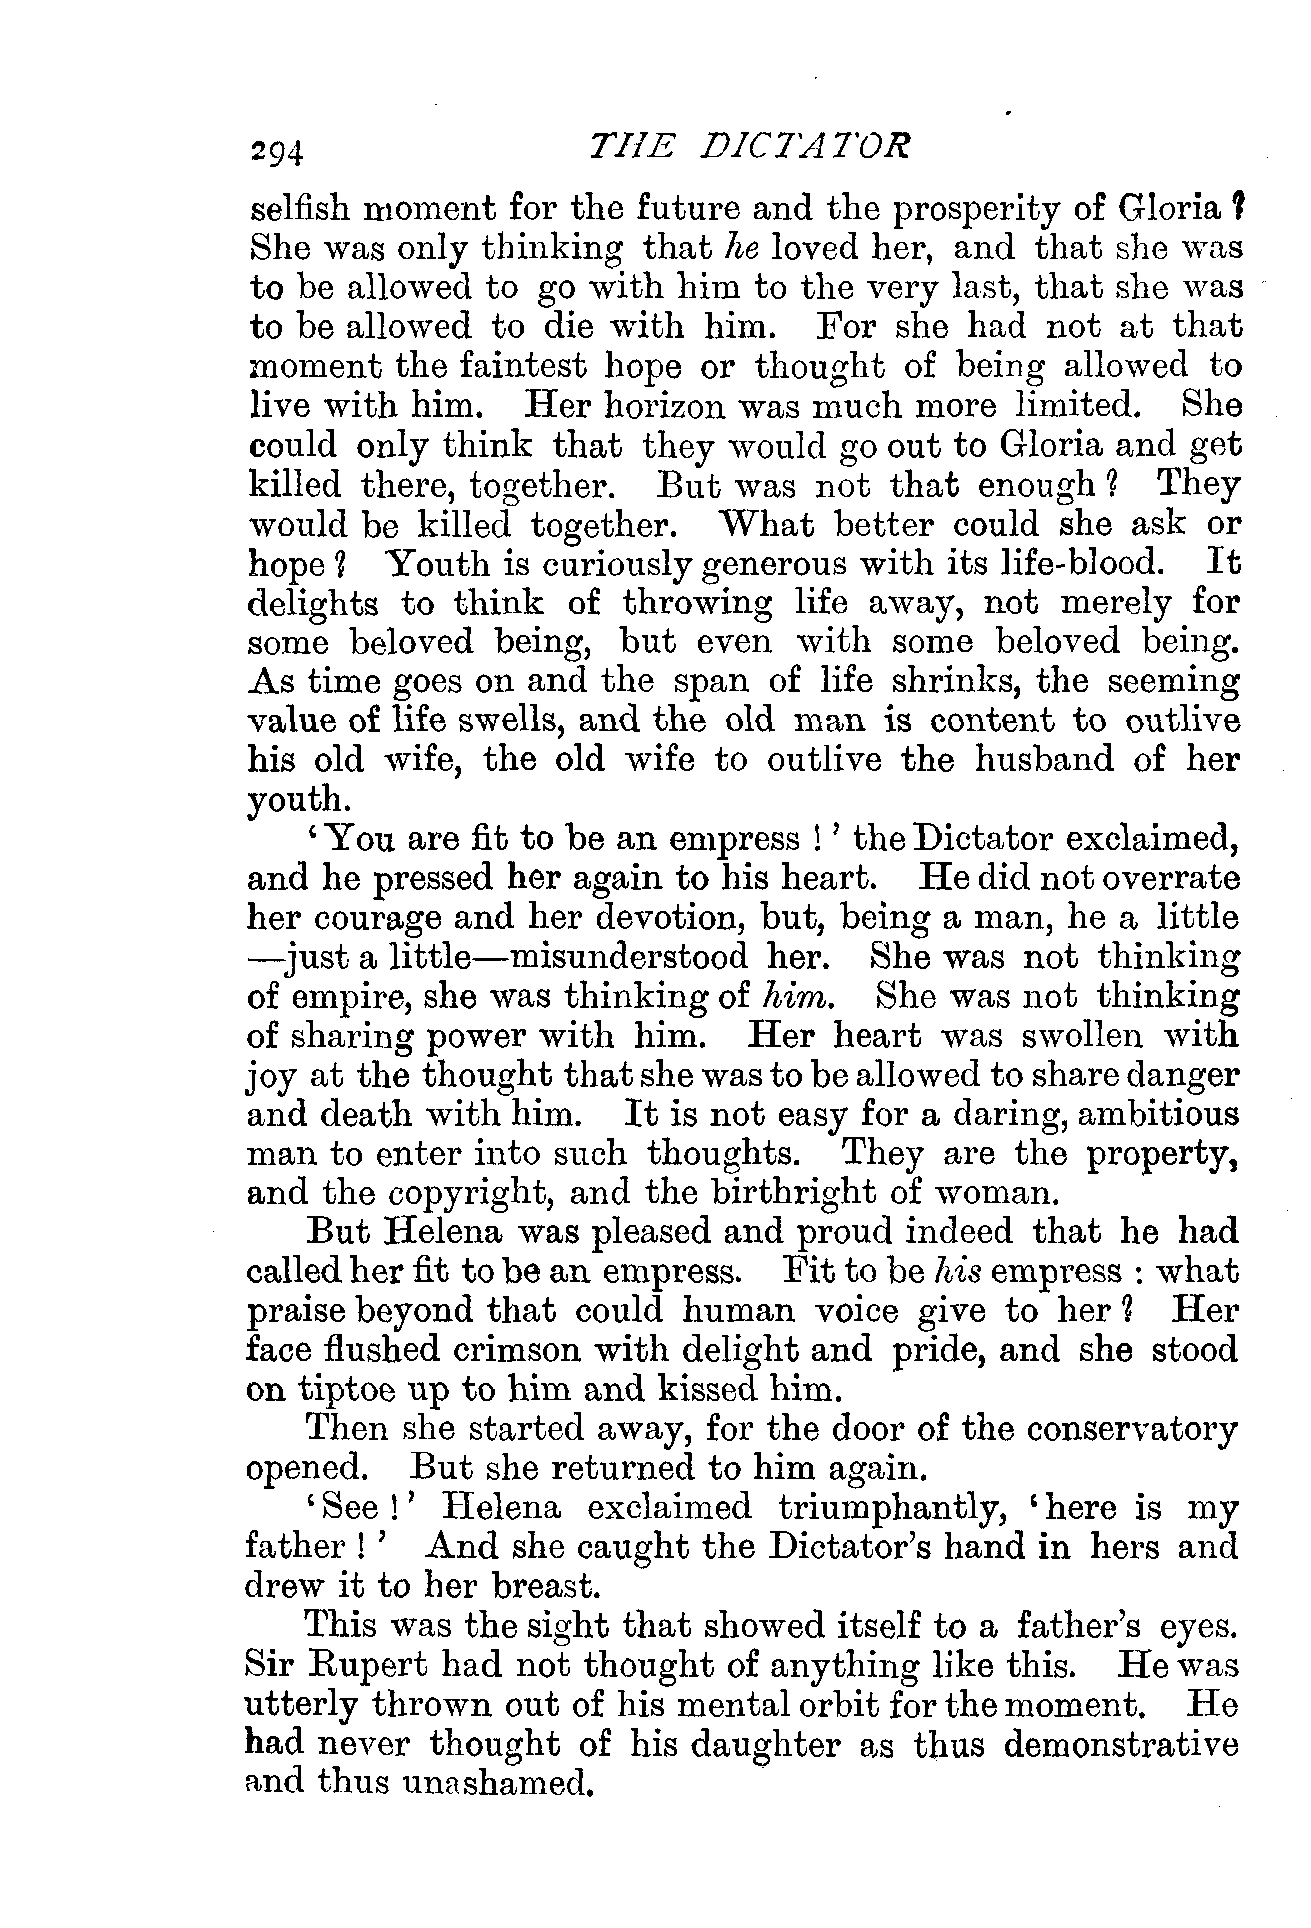 294 THE DICTATOR
selfish moment for the future and the prosperity of Gloria?
She was only thinking that he loved her, and that she was
to be allowed to go with him to the very last, that she was
to be allowed to die with him. For she had not at that
moment the faintest hope or thought of being allowed to
live with him. Her horizon was much more limited. She
could only think that they would go out to Gloria and get
killed there, together. But was not that enough? They
would be killed together. What better could she ask or
hope? Youth is curiously generous with its life-blood. It
delights to think of throwing life away, not merely for
some beloved being, but even with some beloved being.
As time goes on and the span of life shrinks, the seeming
value of life swells, and the old man is content to outlive
his old wife, the old wife to outlive the husband of her
youth.
‘You are fit to be an empress!’ the Dictator exclaimed,
and he pressed her again to his heart. He did not overrate
her courage and her devotion, but, being a man, he a little
—just a little—misunderstood her. She was not thinking
of empire, she was thinking of him. She was not thinking
of sharing power with him. Her heart was swollen with
joy at the thought that she was to be allowed to share danger
and death with him. It is not easy for a daring, ambitious
man to enter into such thoughts. They are the property,
and the copyright, and the birthright of woman.
But Helena was pleased and proud indeed that he had
called her fit to be an empress. Fit to be his empress: what
praise beyond that could human voice give to her? Her
face flushed crimson with delight and pride, and she stood
on tiptoe up to him and kissed him.
Then she started away, for the door of the conservatory
opened. But she returned to him again.
‘See!’ Helena exclaimed triumphantly, ‘here is my
father!’ And she caught the Dictator’s hand in hers and
drew it to her breast.
This was the sight that showed itself to a father’s eyes.
Sir Rupert had not thought of anything like this. He was
utterly thrown out of his mental orbit for the moment. He
had never thought of his daughter as thus demonstrative
and thus unashamed.